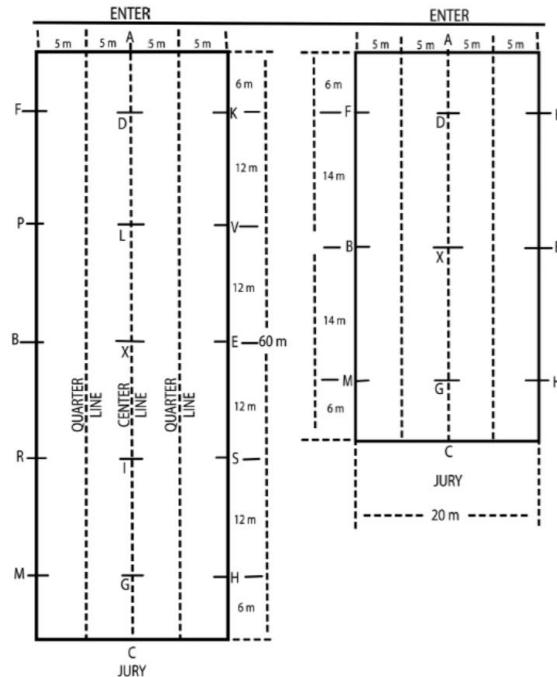 ENTER
A
5 m 5 m 5 m 5 m
6 m
F D K
12 m
P L V
12 m
B X E 60 m
QUARTER LINE
CENTER LINE
QUARTER LINE
12 m
R I S
12 m
M G H
6 m
C
JURY
ENTER
A
5 m 5 m 5 m 5 m
6 m
F D
14 m
B X
14 m
M G
6 m
C
JURY
20 m